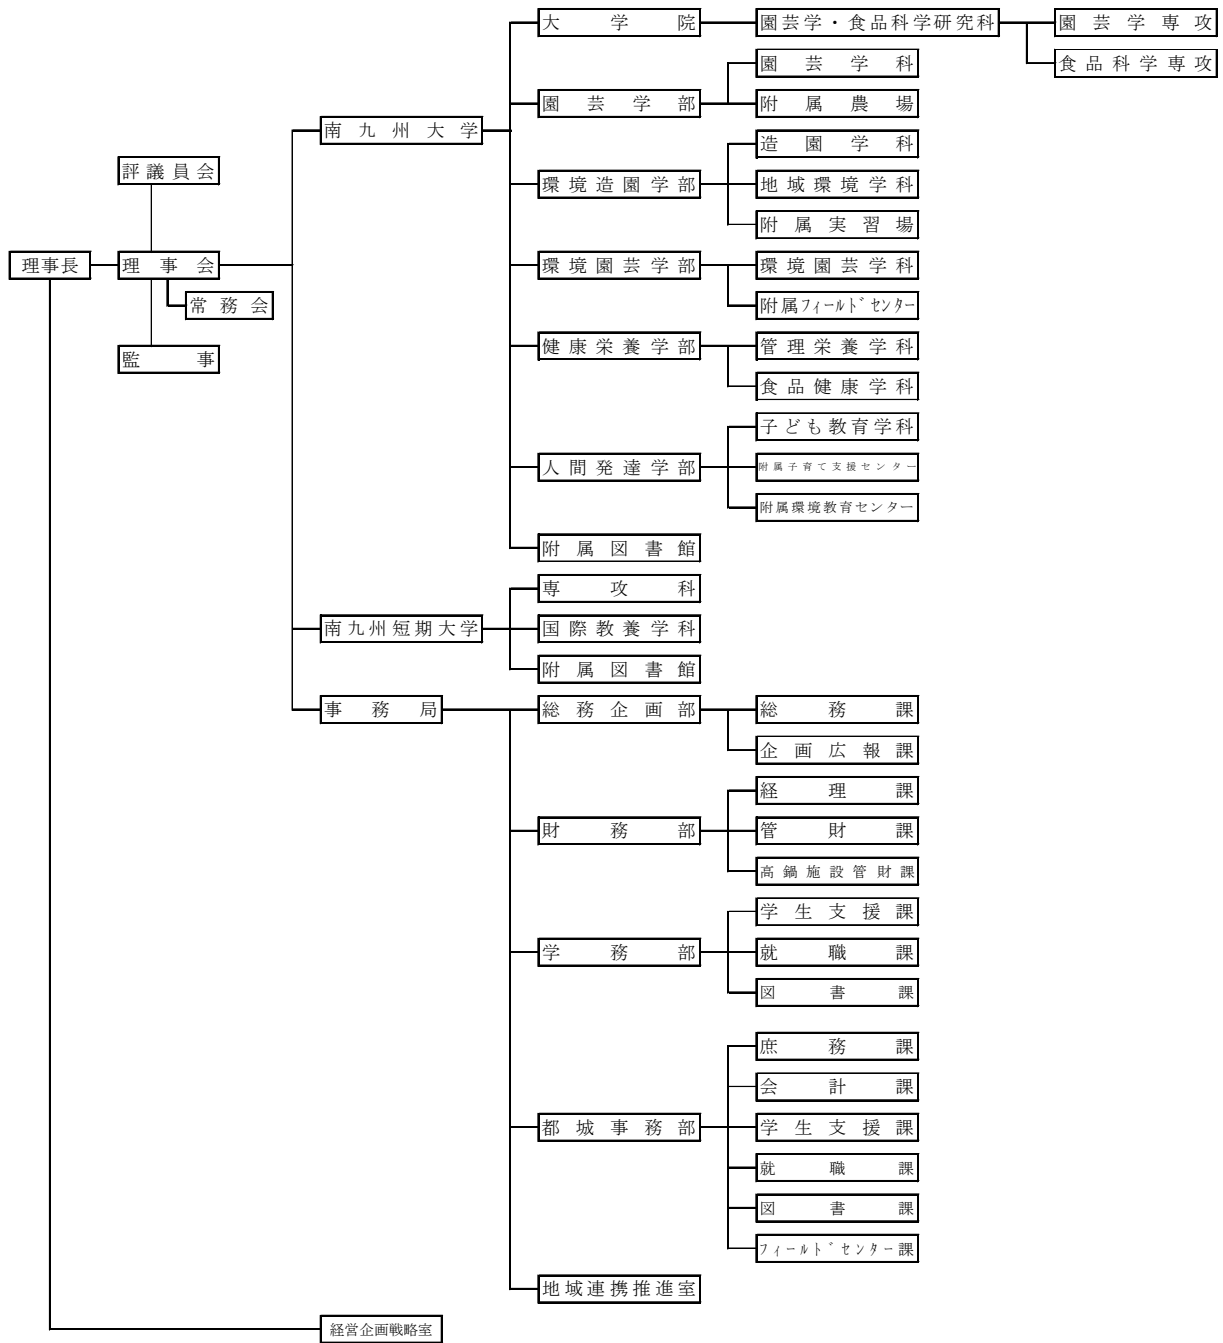 大学院 園芸学・食品科学研究科 園芸学専攻
食品科学専攻
園芸学科
園芸学部 附属農場
南九州大学
造園学科
評議員会
環境造園学部 地域環境学科
附属実習場
理事長 理事会 環境園芸学部 環境園芸学科
常務会 附属フィールドセンター
監事 健康栄養学部 管理栄養学科
食品健康学科
子ども教育学科
人間発達学部 附属子育て支援センター
附属環境教育センター
附属図書館
専攻科
南九州短期大学 国際教養学科
附属図書館
事務局 総務企画部 総務課
企画広報課
経理課
財務部 管財課
高鍋施設管財課
学生支援課
学務部 就職課
図書課
庶務課
会計課
都城事務部 学生支援課
就職課
図書課
フィールドセンター課
地域連携推進室
経営企画戦略室